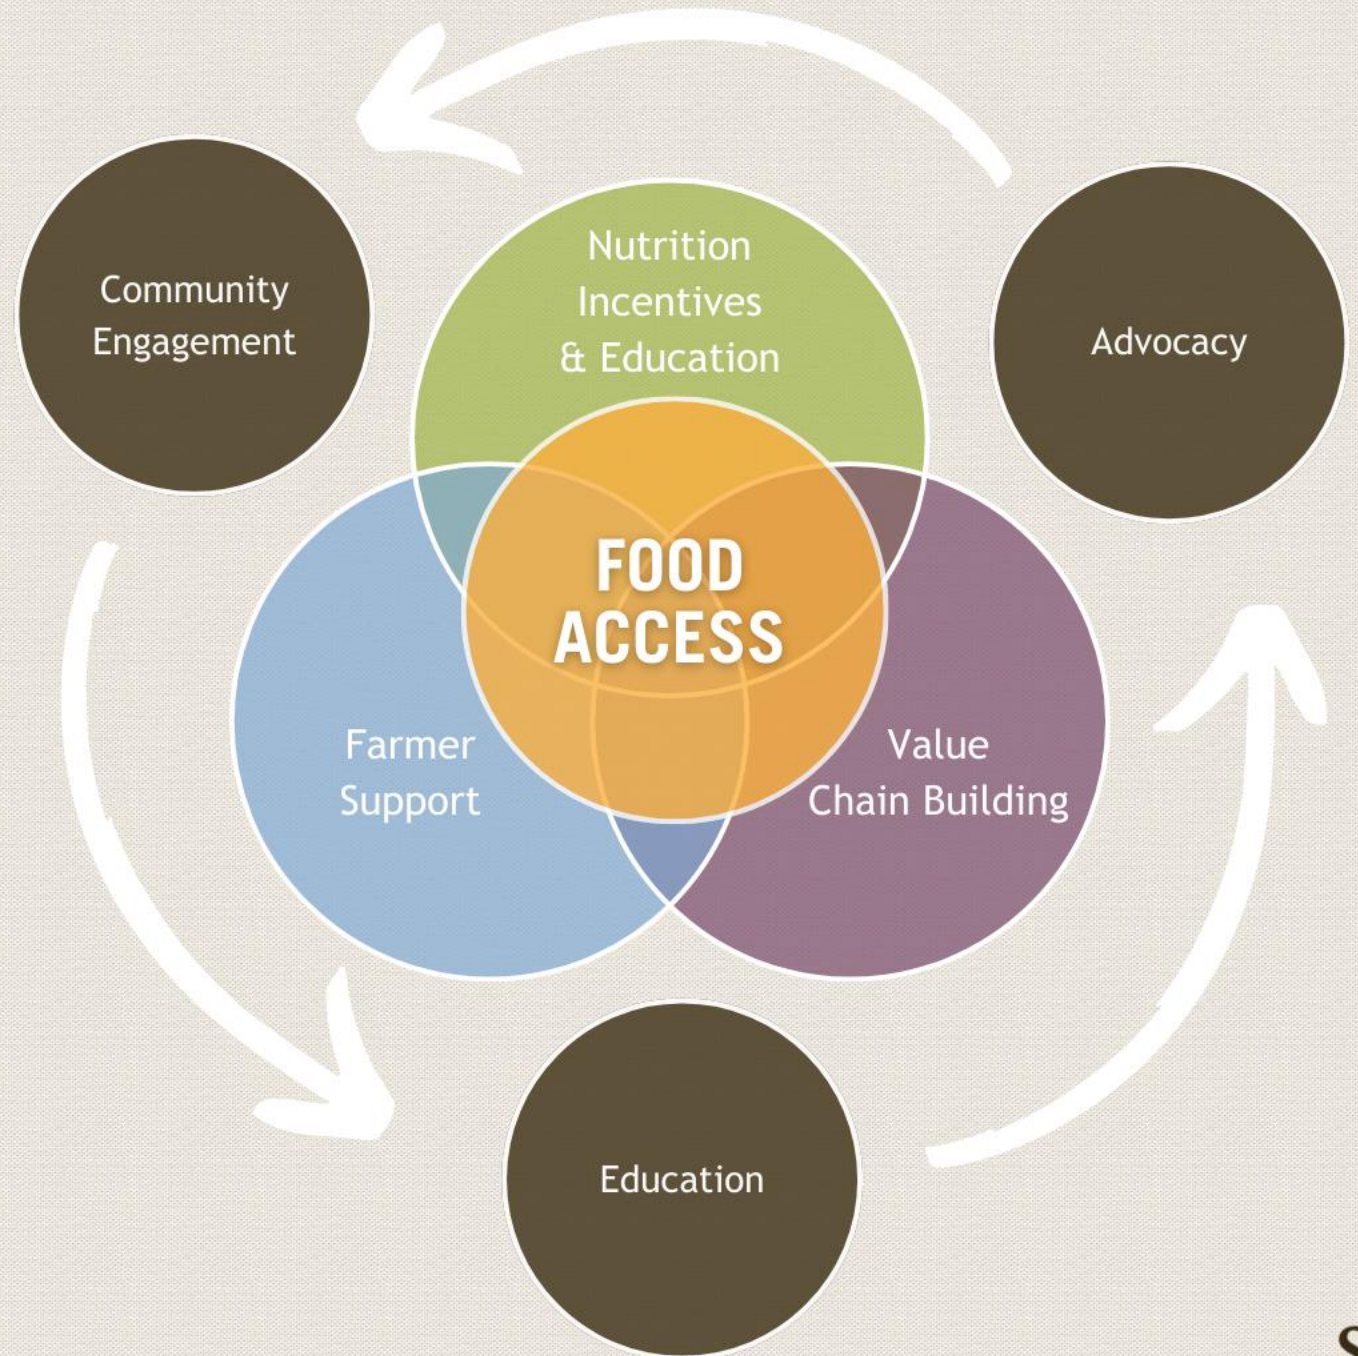 Nutrition
Incentives
& Education
Community
Engagement
Advocacy
FOOD
ACCESS
Farmer
Support
Value
Chain Building
Education